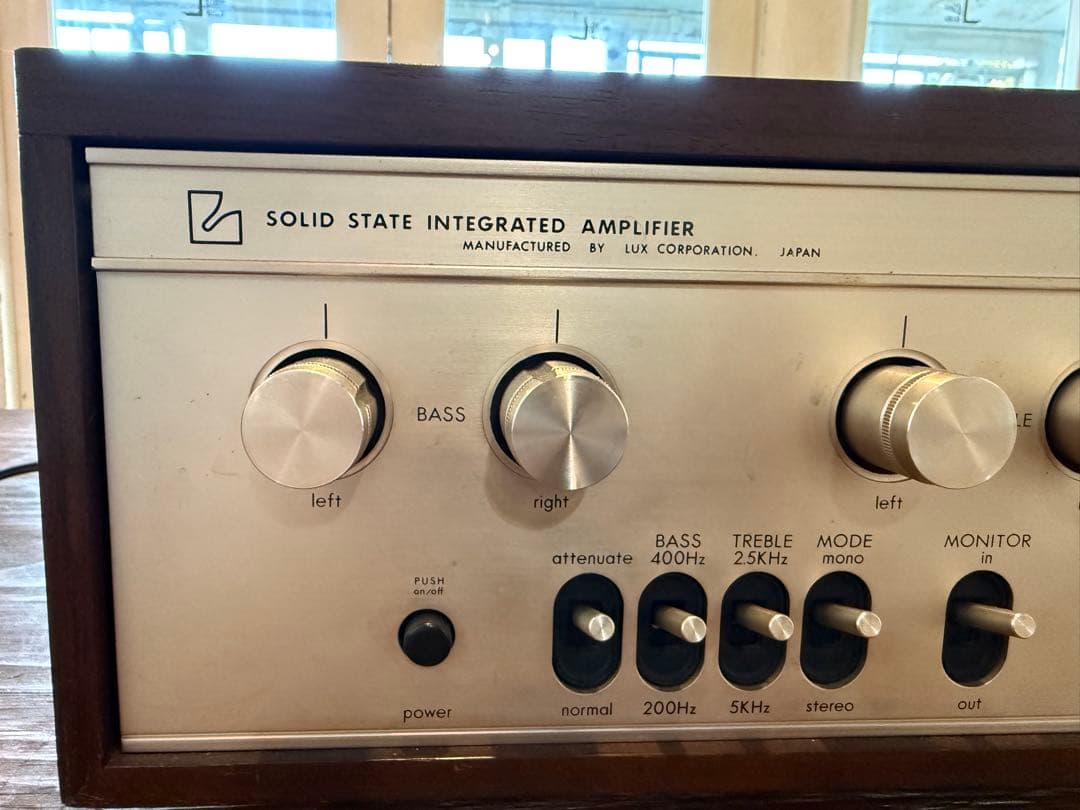 SOLID STATE INTEGRATED AMPLIFIER
MANUFACTURED BY LUX CORPORATION. JAPAN
BASS
LE
left
right
left
BASS
TREBLE
MODE
MONITOR
attenuate
400Hz
2.5KHz
mono
in
PUSH
on/off
power
normal
200Hz
5KHz
stereo
out